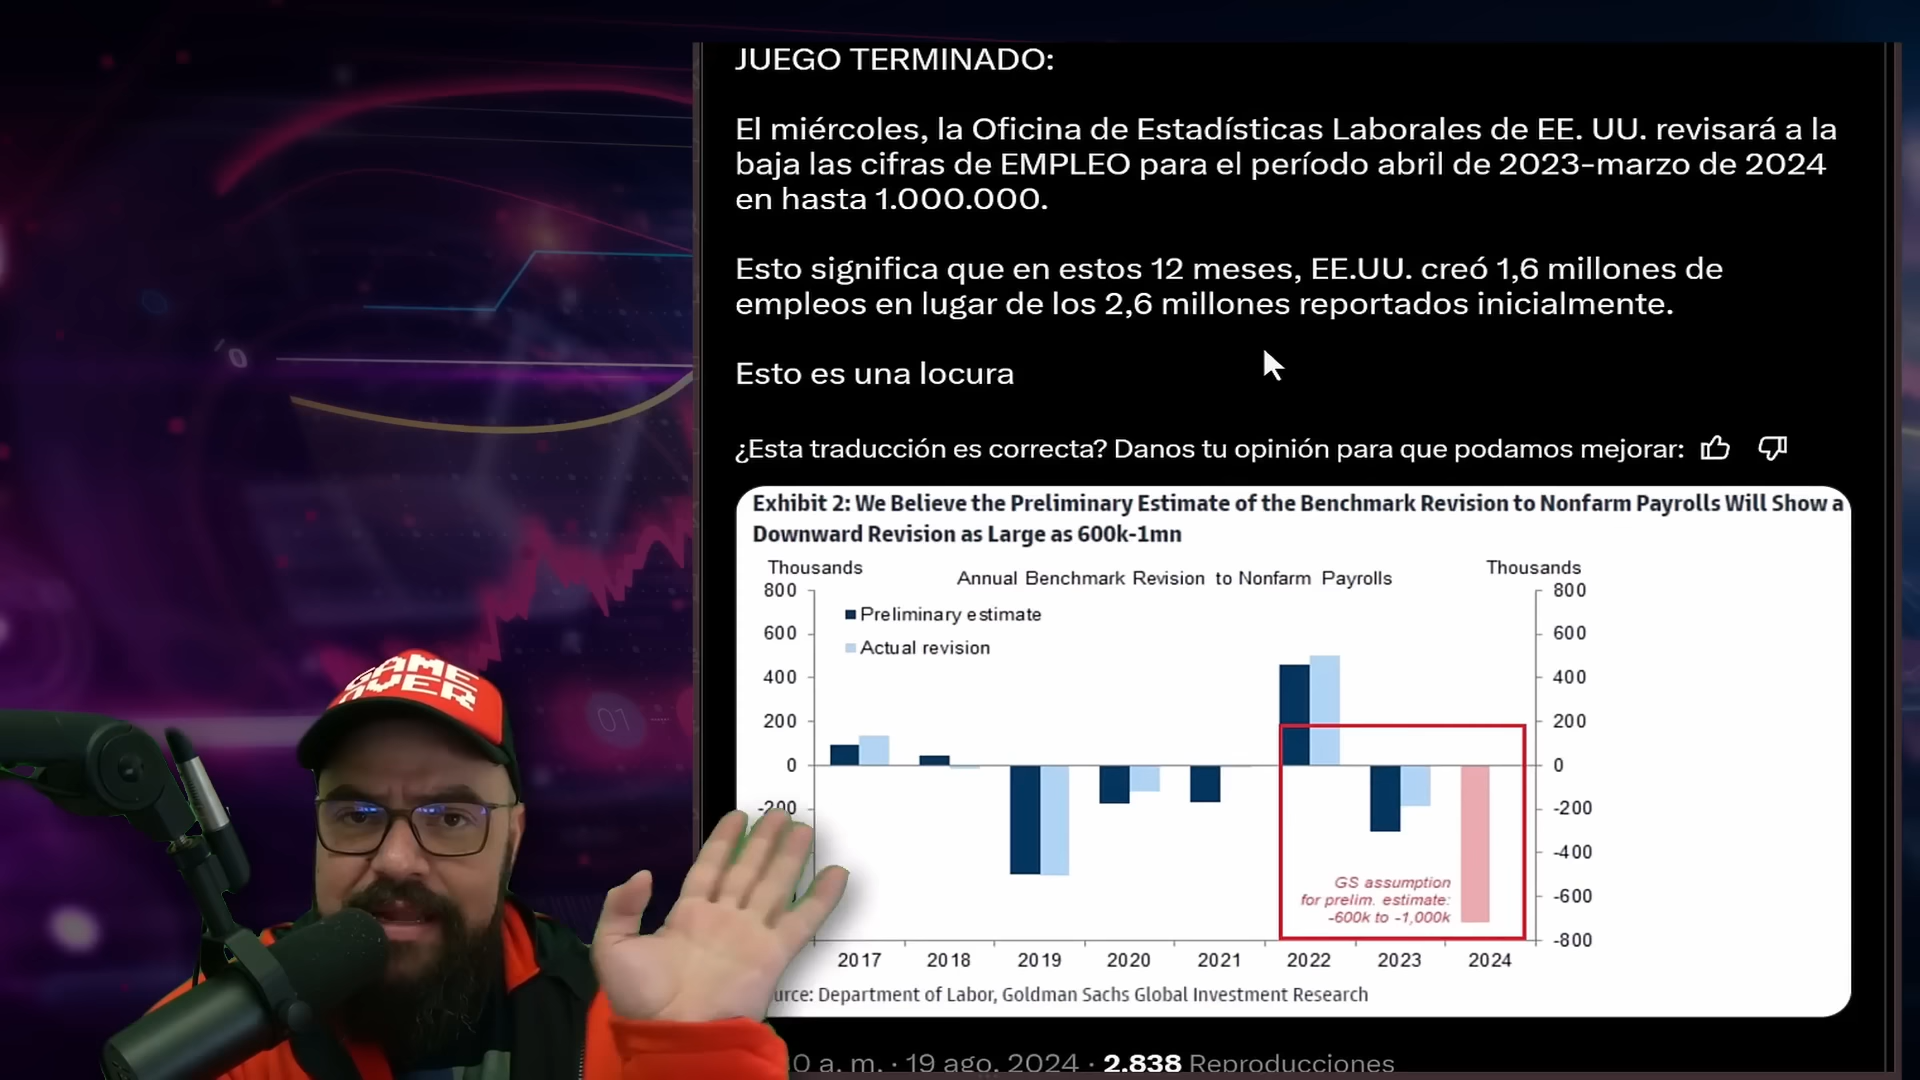 JUEGO TERMINADO:
El miércoles, la Oficina de Estadísticas Laborales de EE. UU. revisará a la
baja las cifras de EMPLEO para el período abril de 2023-marzo de 2024
en hasta 1.000.000.
Esto significa que en estos 12 meses, EE.UU. creó 1,6 millones de
empleos en lugar de los 2,6 millones reportados inicialmente.
Esto es una locura
¿Esta traducción es correcta? Danos tu opinión para que podamos mejorar:
Exhibit 2: We Believe the Preliminary Estimate of the Benchmark Revision to Nonfarm Payrolls Will Show a
Downward Revision as Large as 600k-1mn
Thousands
Thousands
Annual Benchmark Revision to Nonfarm Payrolls
Preliminary estimate
Actual revision
800
600
400
200
0
-200
800
600
400
200
0
-200
-400
-600
-800
GS assumption
for prelim. estimate:
-600k to -1,000k
2017 2018 2019 2020 2021 2022 2023 2024
urce: Department of Labor, Goldman Sachs Global Investment Research
0 a. m. · 19 ago. 2024 · 2.838 Reproducciones
GAME
OVER
01